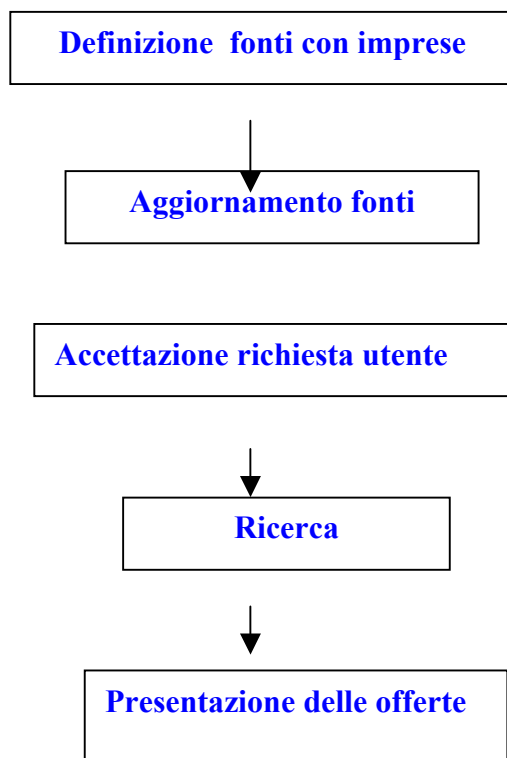 Definizione fonti con imprese
Aggiornamento fonti
Accettazione richiesta utente
Ricerca
Presentazione delle offerte